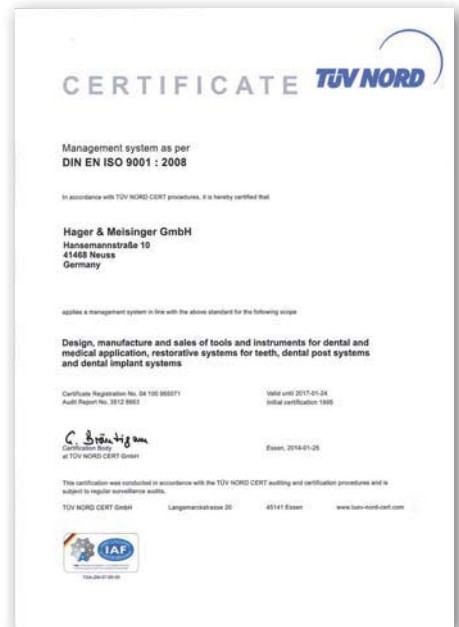 CERTIFICATE
TÜV NORD
Management system as per
DIN EN ISO 9001 : 2008
In accordance with TÜV NORD CERT procedures, it is hereby certified that
Hager & Meisinger GmbH
Hansemannstraße 10
41468 Neuss
Germany
applies a management system in line with the above standard for the following scope
Design, manufacture and sales of tools and instruments for dental and
medical application, restorative systems for teeth, dental post systems
and dental implant systems
Certificate Registration No. 04 100 965071
Audit Report No. 3512 8663
Valid until 2017-01-24
Initial certification 1995
C. Bräutigam
Certification Body
at TÜV NORD CERT GmbH
Essen, 2014-01-25
This certification was conducted in accordance with the TÜV NORD CERT auditing and certification procedures and is
subject to regular surveillance audits.
TÜV NORD CERT GmbH Langemarckstrasse 20 45141 Essen www.tuev-nord-cert.com
IAF